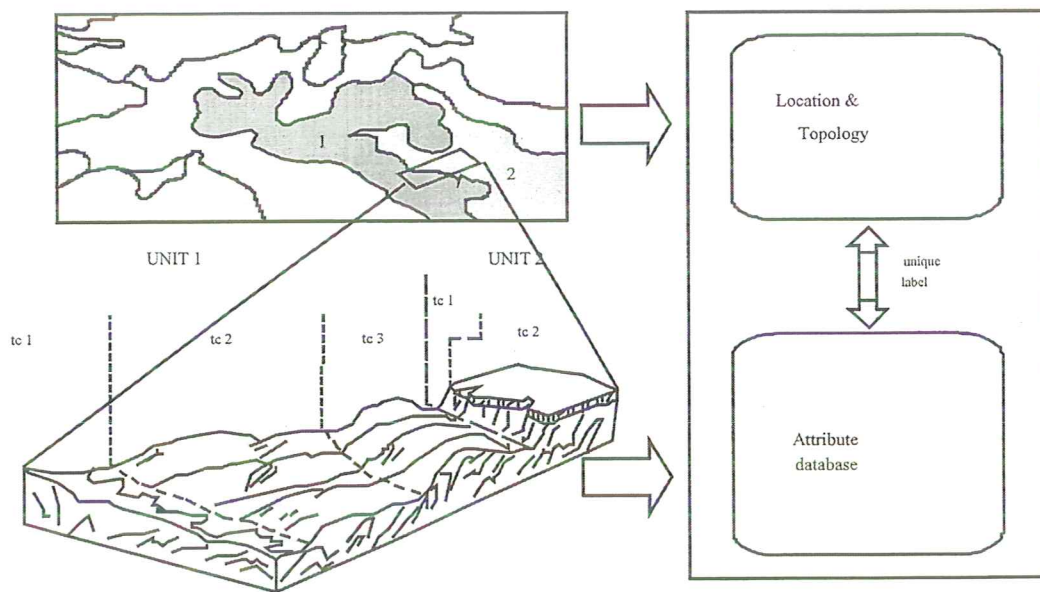 1
2
Location &
Topology
unique
label
UNIT 1
UNIT 2
tc 1
tc 1
tc 2
tc 3
tc 2
Attribute
database